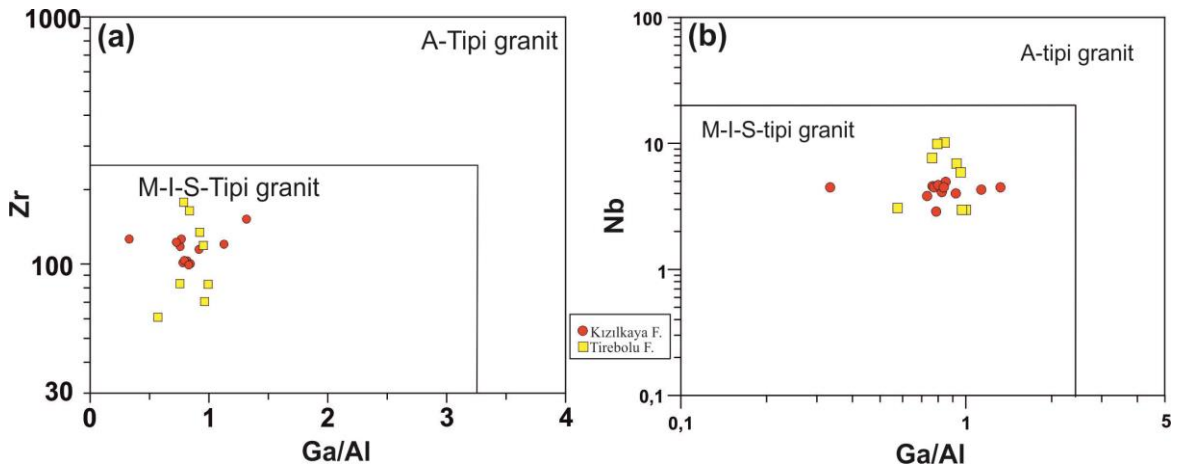 (a)
A-Tipi granit
M-I-S-Tipi granit
Zr
1000
100
30
0
1
2
3
4
Ga/Al
Kızılkaya F.
Tirebolu F.
(b)
A-tipi granit
M-I-S-tipi granit
Nb
100
10
1
0,1
0,1
1
5
Ga/Al